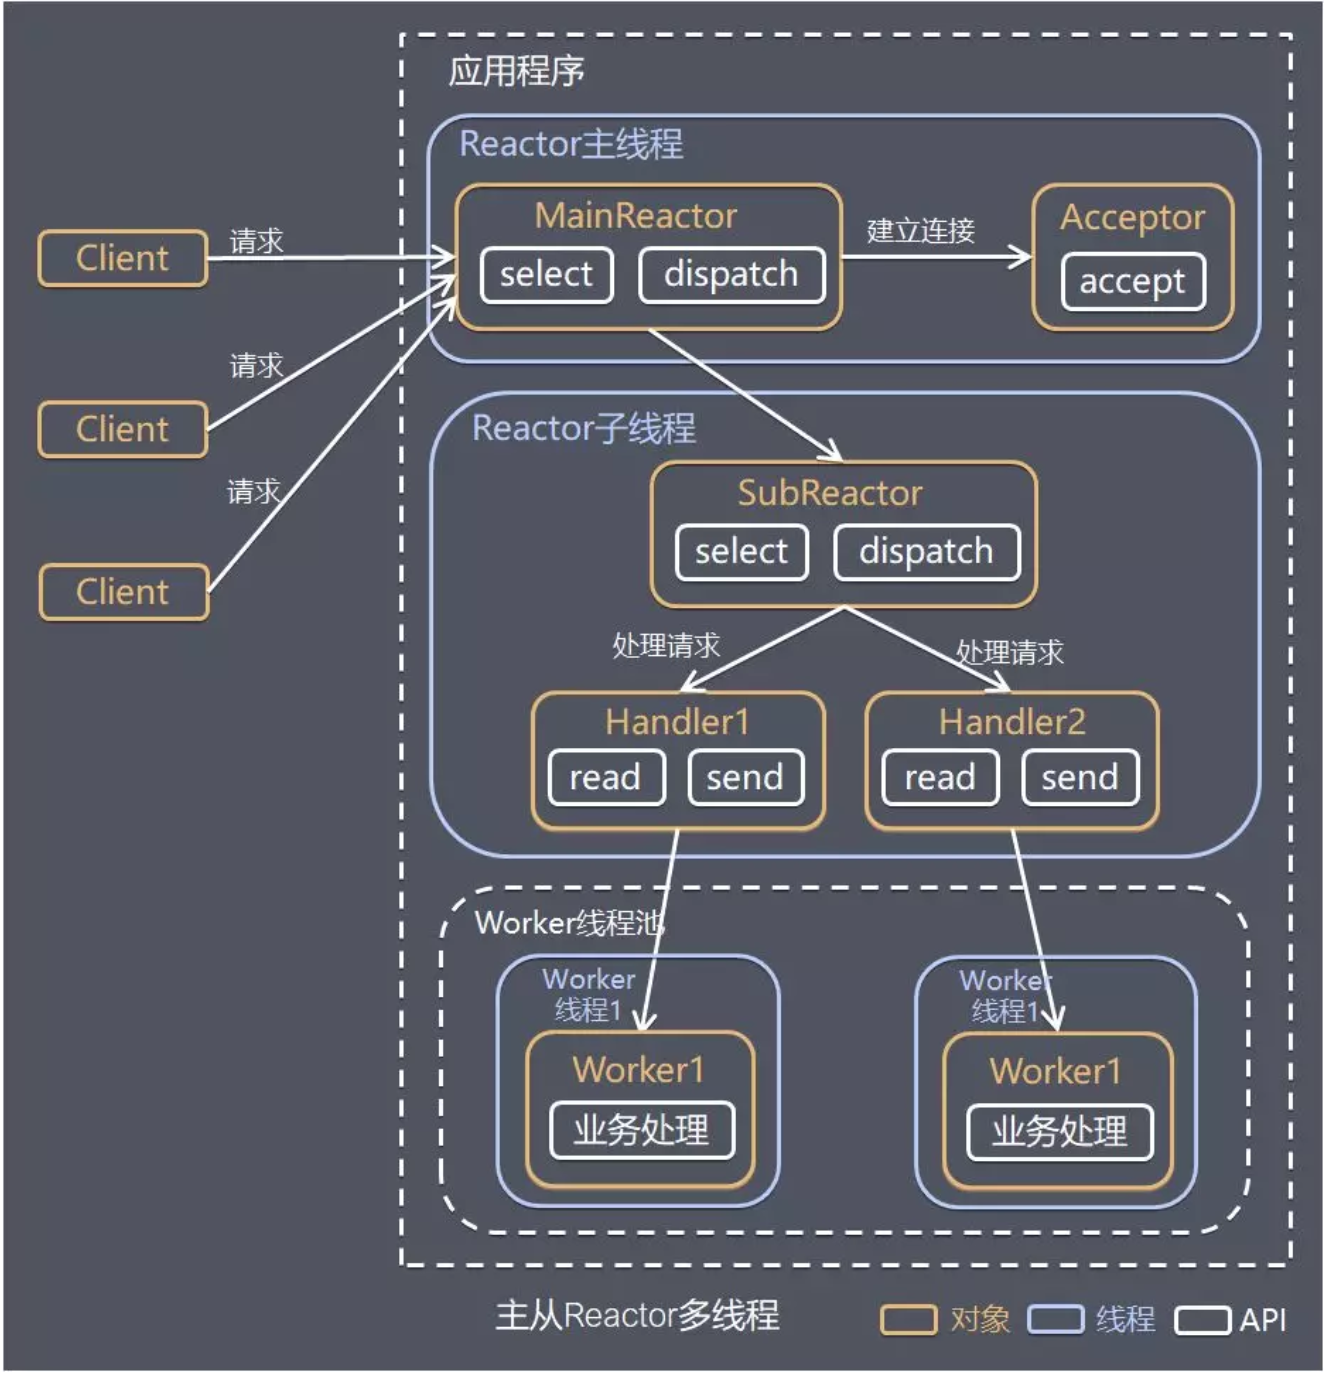 应用程序
Reactor主线程
MainReactor
select
dispatch
建立连接
Acceptor
accept
Client
请求
Client
请求
Client
请求
Reactor子线程
SubReactor
select
dispatch
处理请求
处理请求
Handler1
read
send
Handler2
read
send
Worker线程池
Worker
线程1
Worker1
业务处理
Worker
线程1
Worker1
业务处理
主从Reactor多线程
对象
线程
API